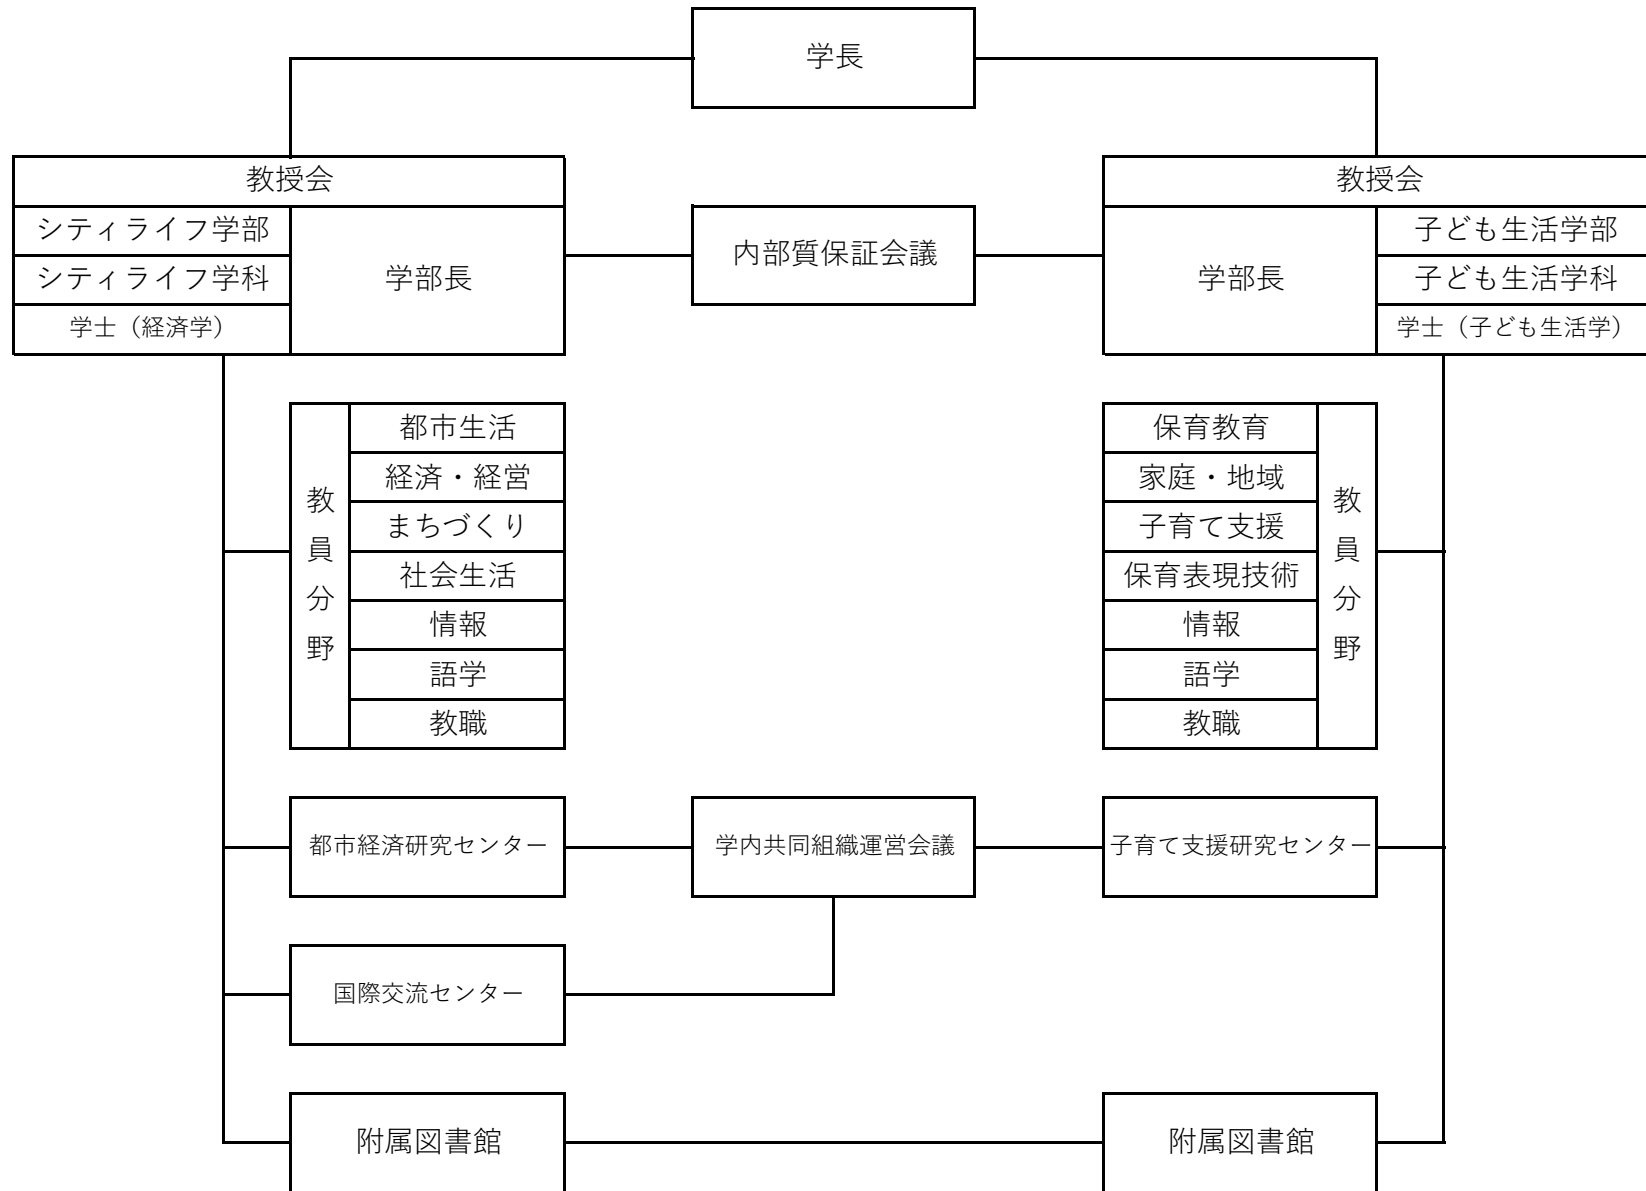 学長
教授会
シティライフ学部
シティライフ学科
学士（経済学）
学部長
内部質保証会議
教授会
学部長
子ども生活学部
子ども生活学科
学士（子ども生活学）
教員分野
都市生活
経済・経営
まちづくり
社会生活
情報
語学
教職
保育教育
家庭・地域
子育て支援
保育表現技術
情報
語学
教職
教員分野
都市経済研究センター
学内共同組織運営会議
子育て支援研究センター
国際交流センター
附属図書館
附属図書館